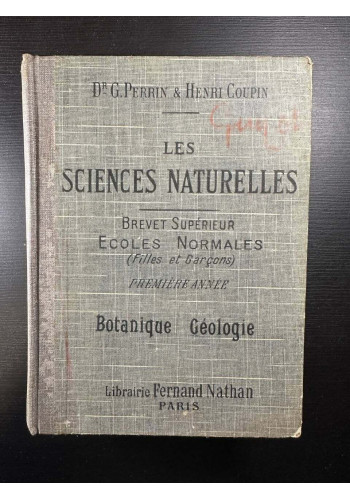 DR G. PERRIN & HENRI COUPIN
LES
SCIENCES NATURELLES
BREVET SUPÉRIEUR
ECOLES NORMALES
(Filles et Garçons)
PREMIÈRE ANNÉE
Botanique Géologie
Librairie Fernand Nathan
PARIS